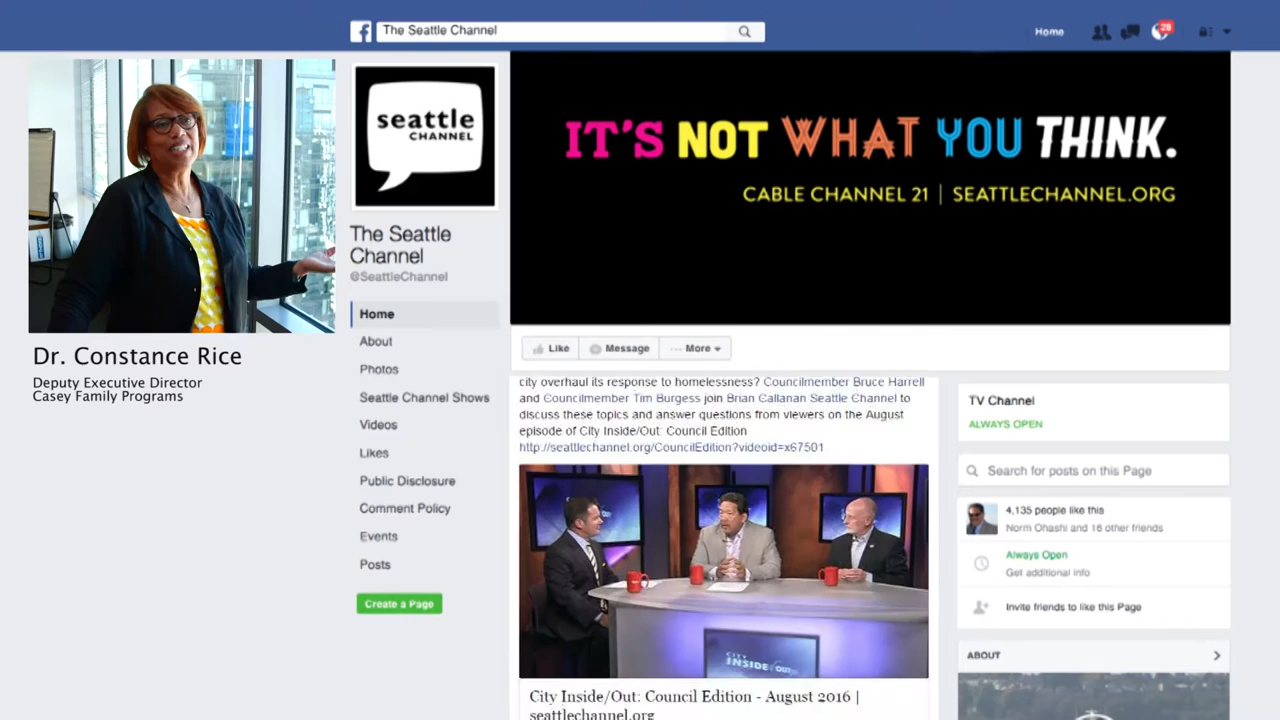 The Seattle Channel
Home
28
seattle
CHANNEL
IT'S NOT WHAT YOU THINK.
CABLE CHANNEL 21 | SEATTLECHANNEL.ORG
The Seattle
Channel
@SeattleChannel
Dr. Constance Rice
Deputy Executive Director
Casey Family Programs
Home
About
Photos
Seattle Channel Shows
Videos
Likes
Public Disclosure
Comment Policy
Events
Posts
Create a Page
Like
Message
More
city overhaul its response to homelessness? Councilmember Bruce Harrell
and Councilmember Tim Burgess join Brian Callanan Seattle Channel to
discuss these topics and answer questions from viewers on the August
episode of City Inside/Out: Council Edition
http://seattlechannel.org/CouncilEdition?videoid=x67501
CITY
INSIDE/OUT
City Inside/Out: Council Edition - August 2016 |
seattlechannel.org
TV Channel
ALWAYS OPEN
Search for posts on this Page
4,135 people like this
Norm Ohashi and 16 other friends
Always Open
Get additional info
Invite friends to like this Page
ABOUT